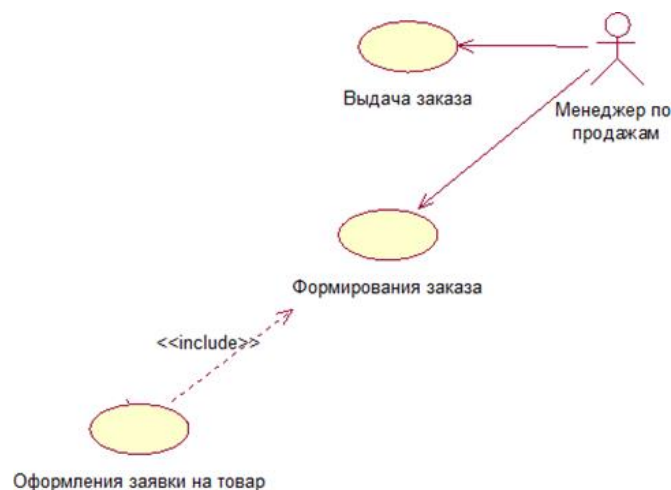 Выдача заказа
Менеджер по
продажам
Формирования заказа
<<include>>
Оформления заявки на товар